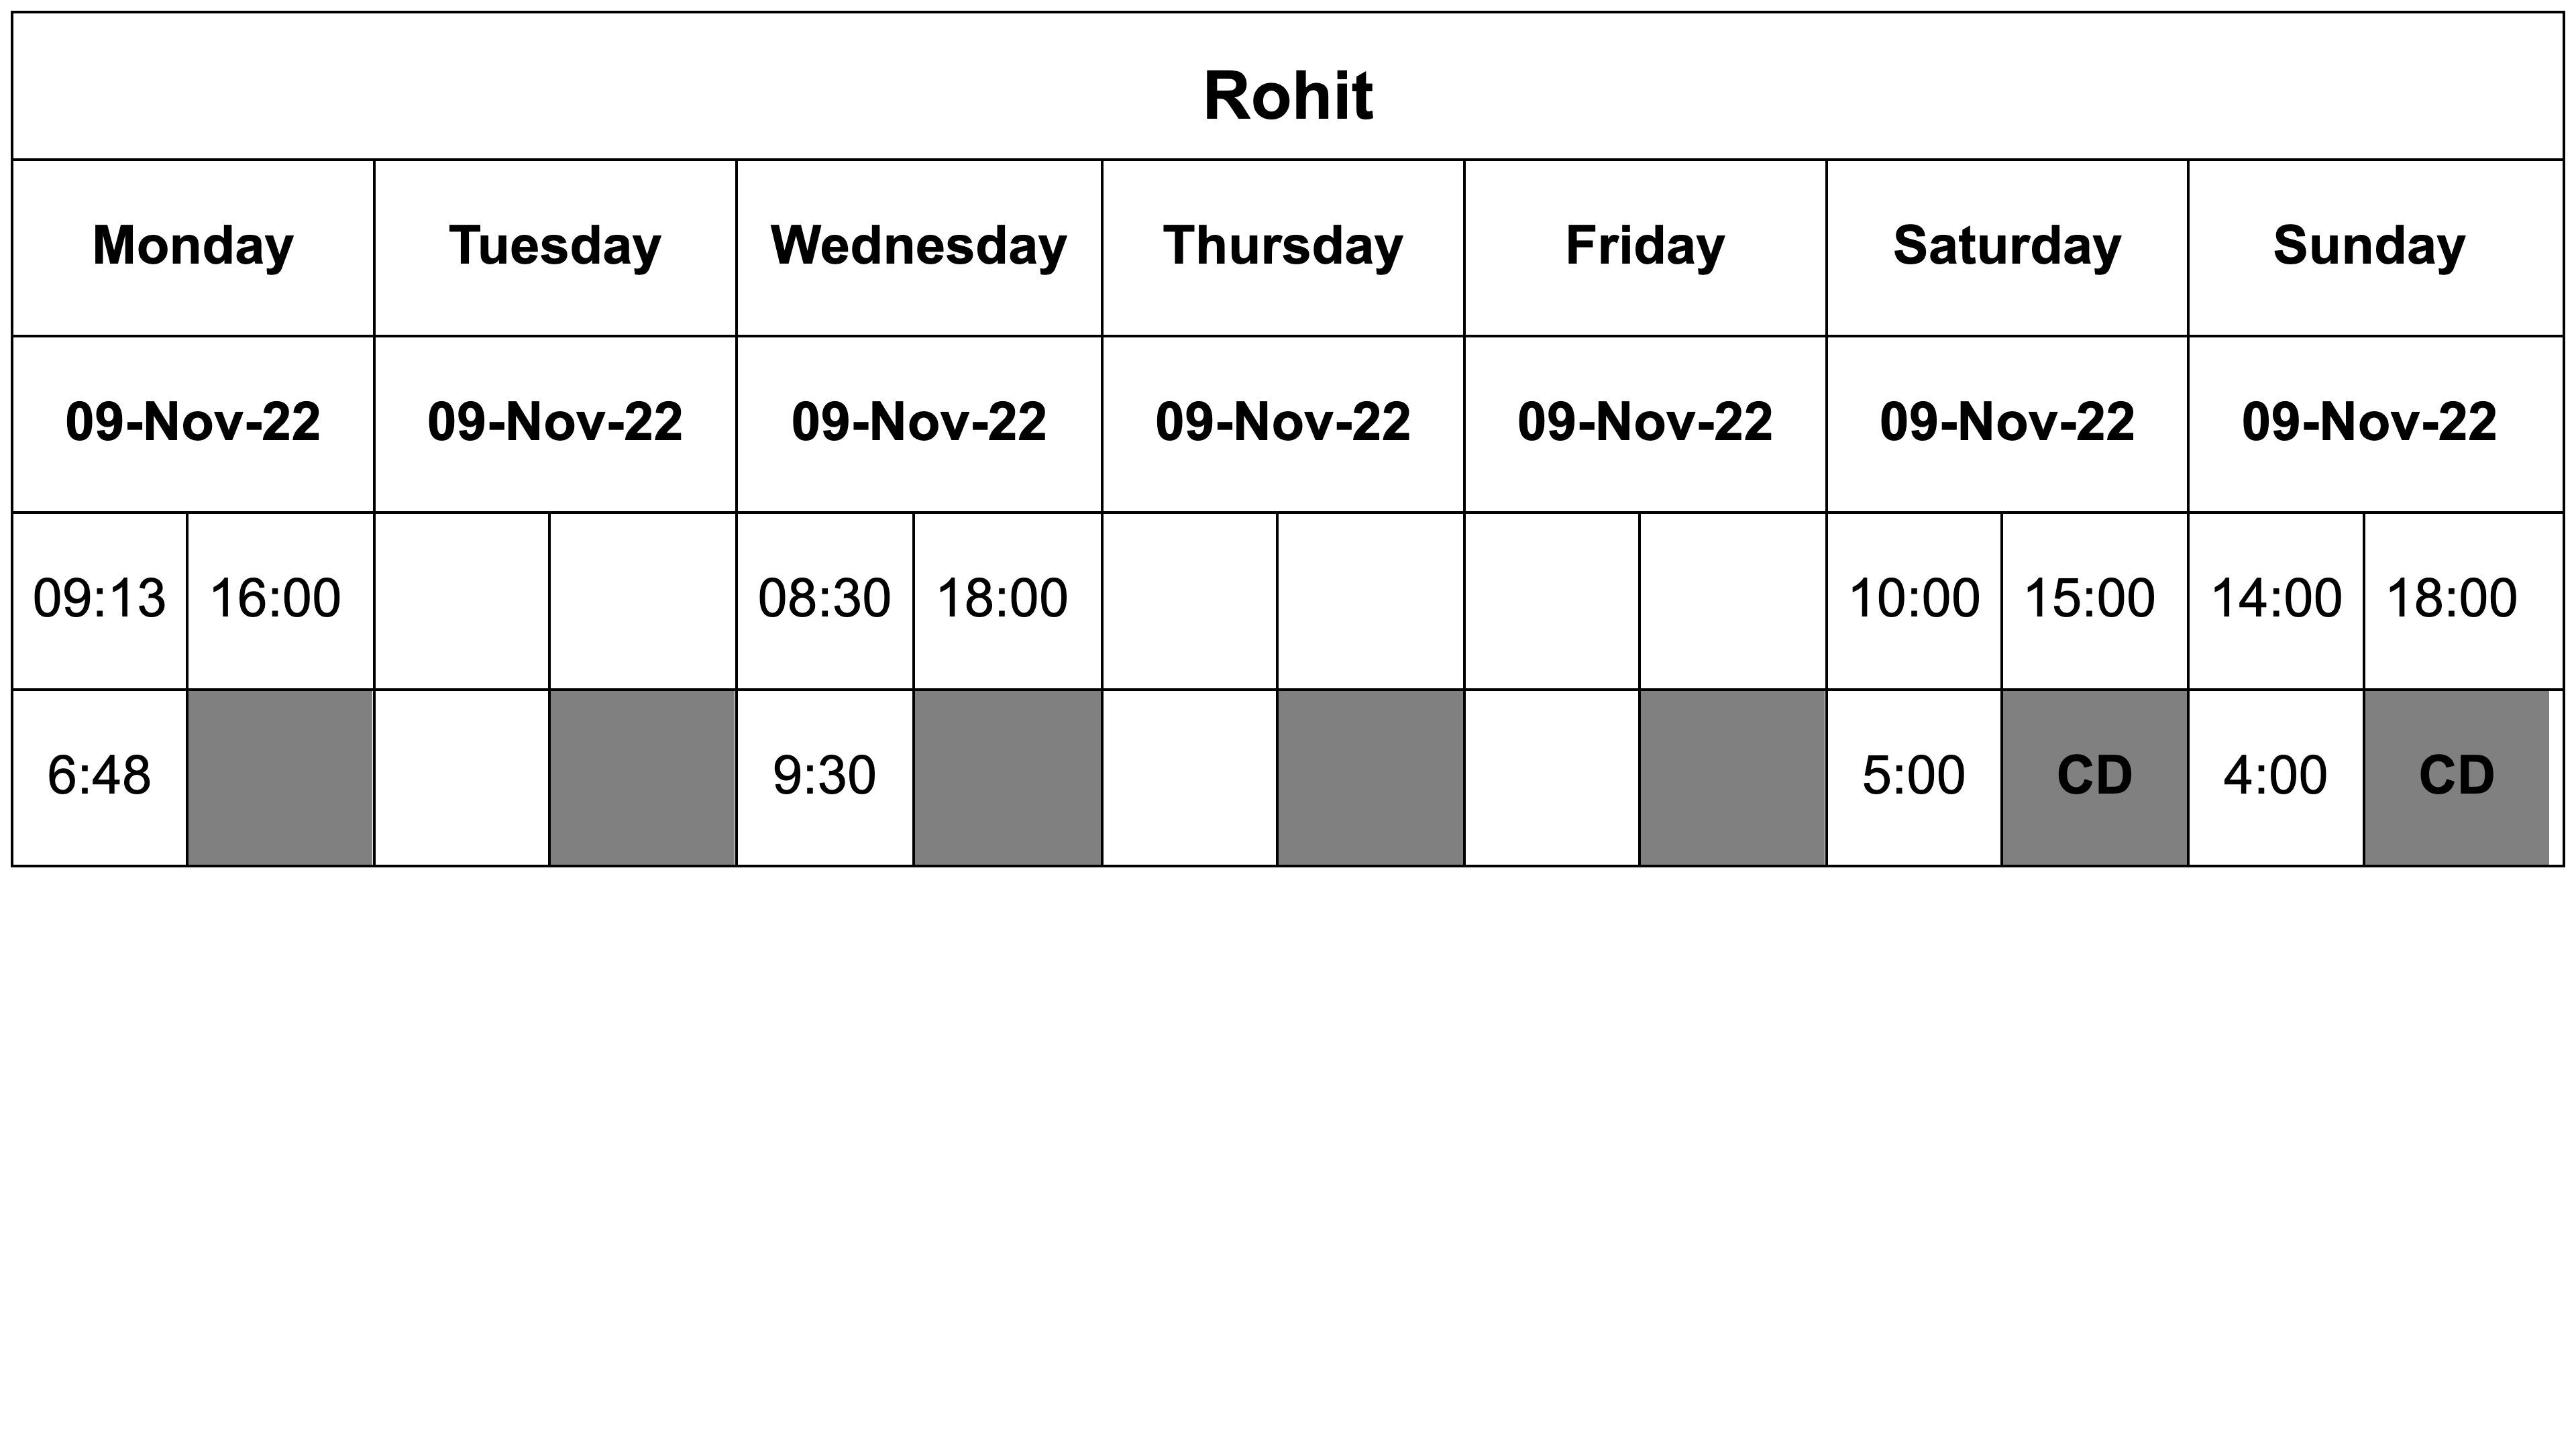 Rohit
Monday Tuesday Wednesday Thursday Friday Saturday Sunday
09-Nov-22 09-Nov-22 09-Nov-22 09-Nov-22 09-Nov-22 09-Nov-22 09-Nov-22
09:13 16:00 08:30 18:00 10:00 15:00 14:00 18:00
6:48 9:30 5:00 CD 4:00 CD